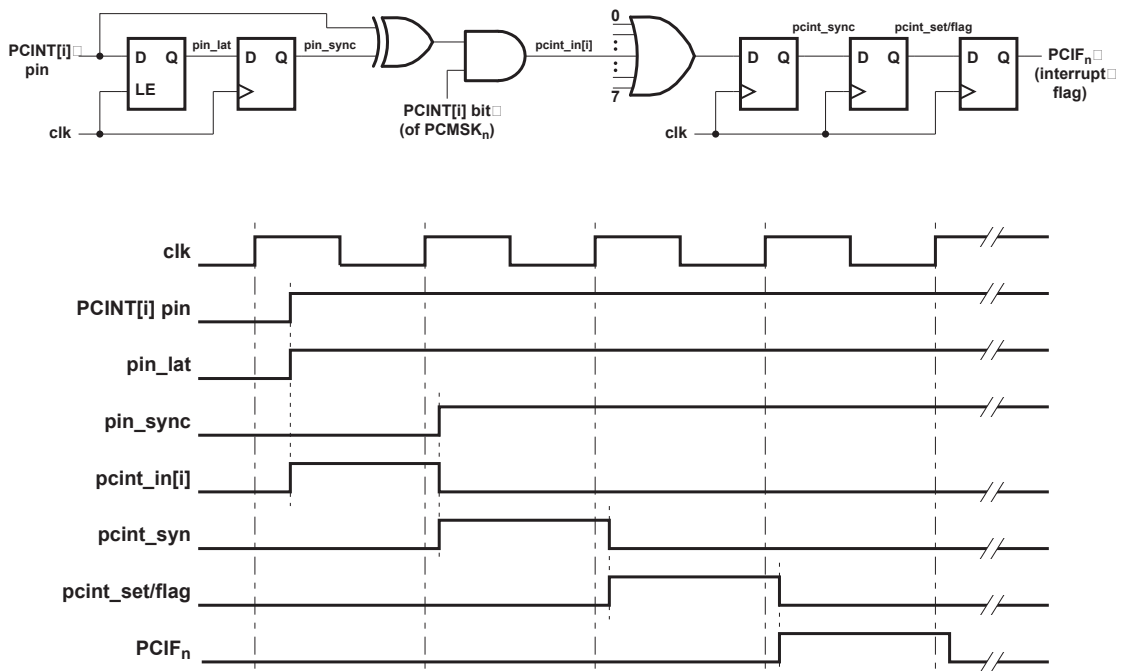 PCINT[i]
pin
D Q
LE
clk
pin_lat
D Q
pin_sync
PCINT[i] bit
(of PCMSKn)
pcint_in[i]
0
7
D Q
clk
pcint_sync
D Q
pcint_set/flag
D Q
PCIFn
(interrupt
flag)
clk
PCINT[i] pin
pin_lat
pin_sync
pcint_in[i]
pcint_syn
pcint_set/flag
PCIFn